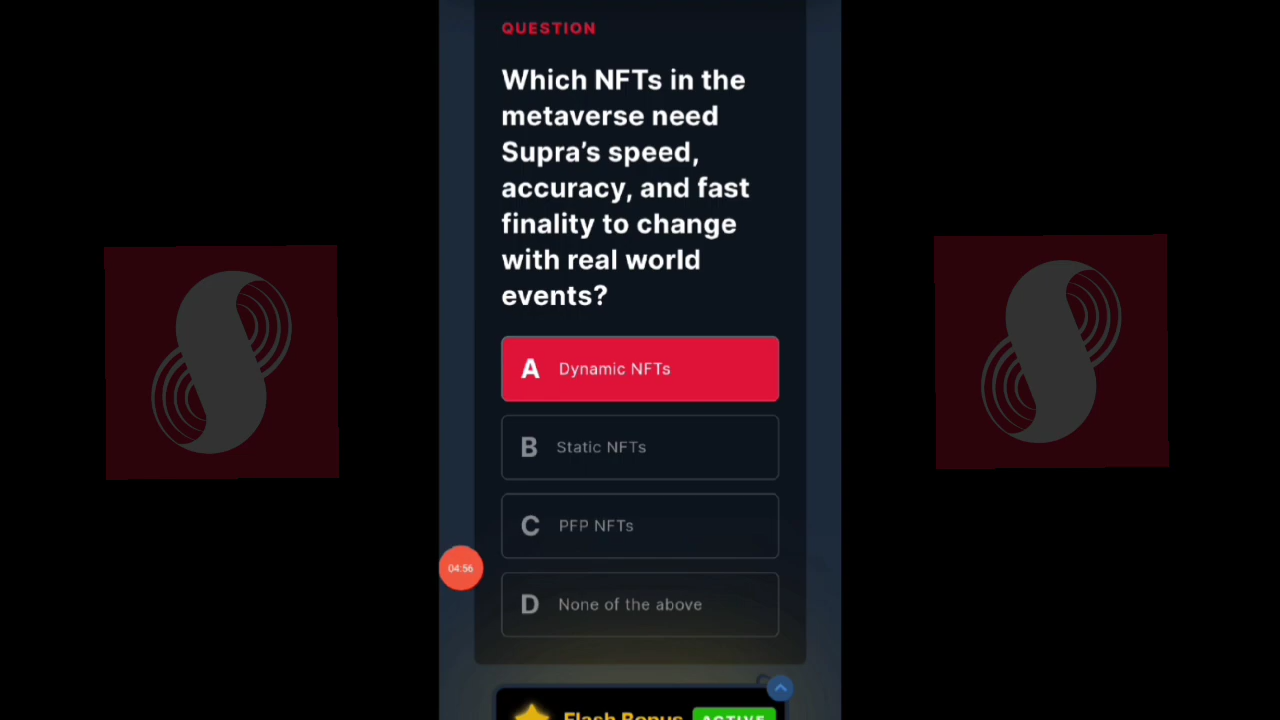 QUESTION
Which NFTs in the
metaverse need
Supra’s speed,
accuracy, and fast
finality to change
with real world
events?
A Dynamic NFTs
B Static NFTs
C PFP NFTs
04:56
D None of the above
Flash Bonus ACTIVE